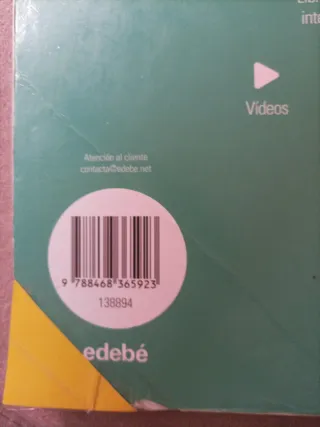 Vídeos
Atención al cliente
contacta@edebe.net
9 788468 365923
138894
edebé